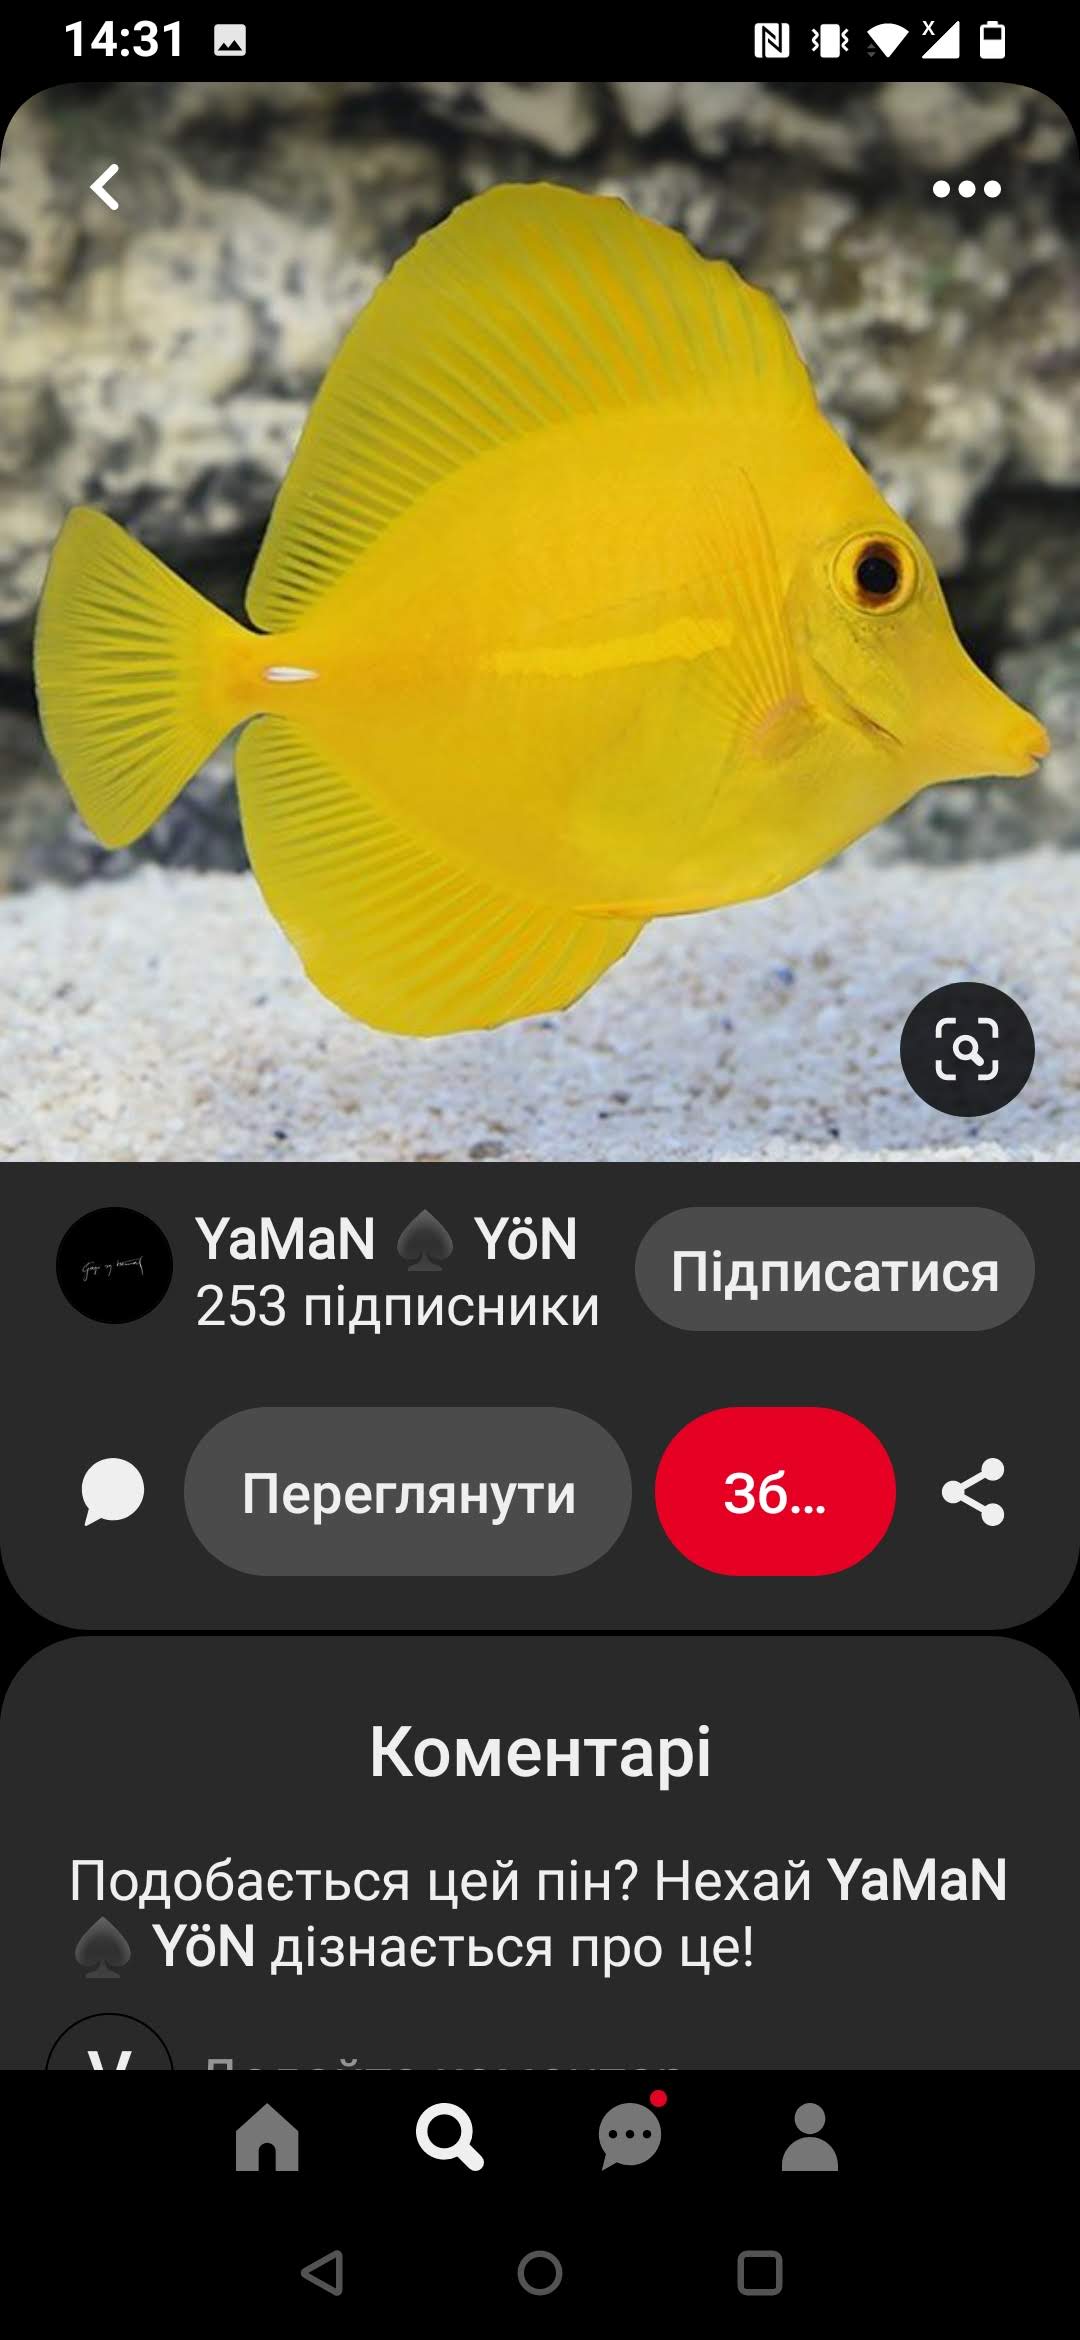 14:31
YaMaN ♠ YöN
253 підписники
Підписатися
Переглянути
Зб...
Коментарі
Подобається цей пін? Нехай YaMaN
♠ YöN дізнається про це!